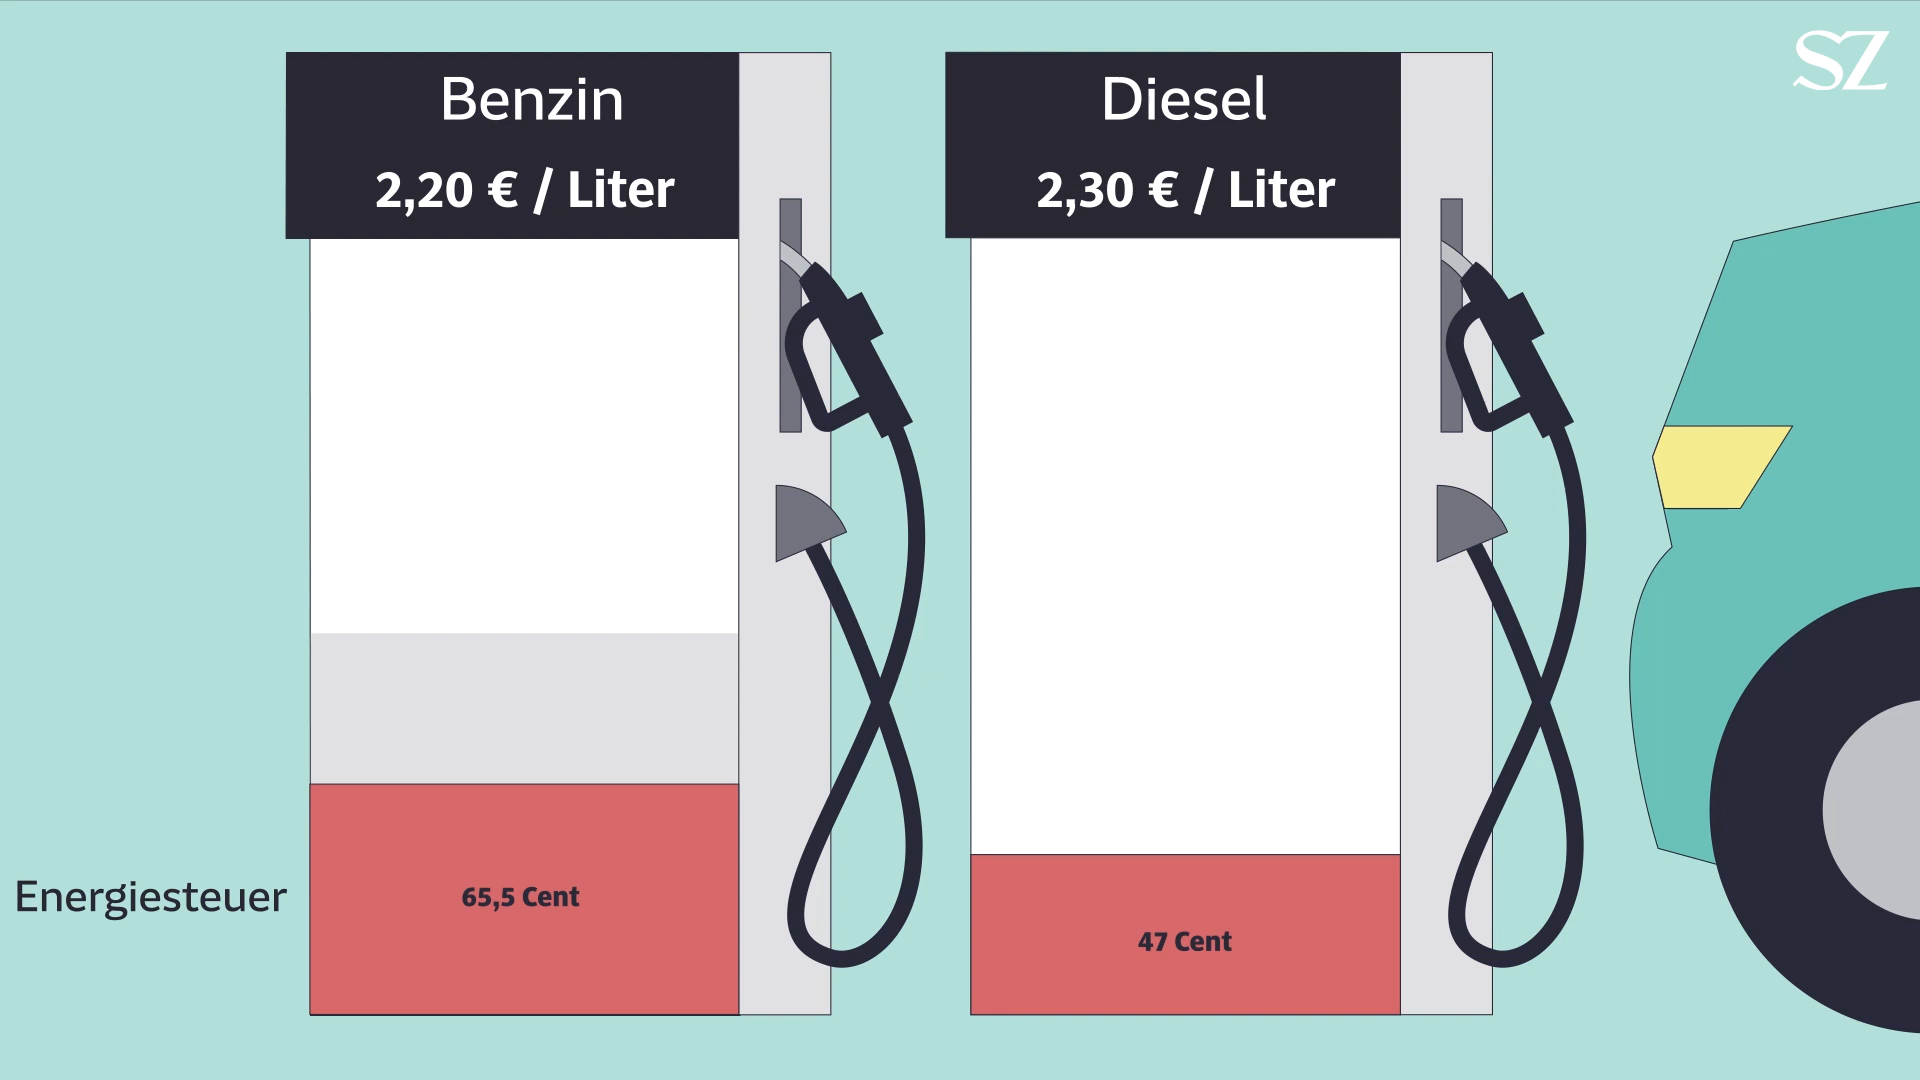 SZ
Benzin
2,20 € / Liter
Diesel
2,30 € / Liter
Energiesteuer
65,5 Cent
47 Cent